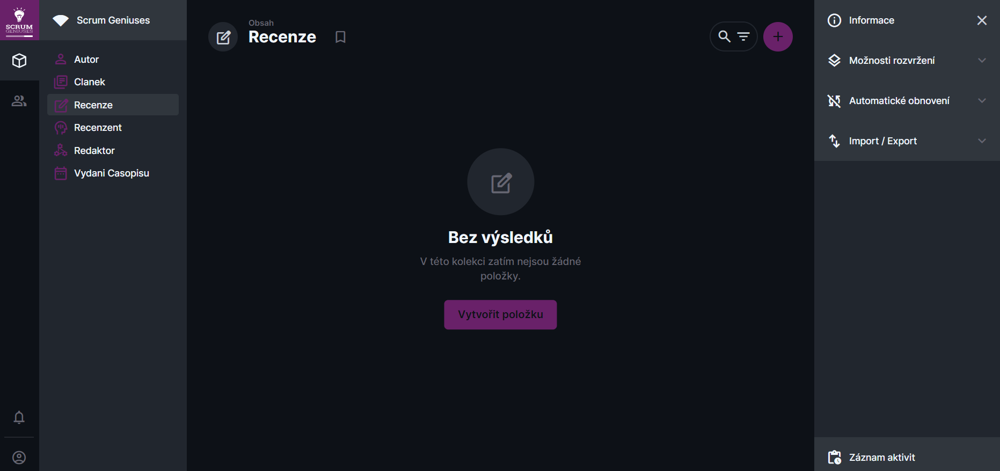 SCRUM
GENIUSES
Scrum Geniuses
Autor
Clanek
Recenze
Recenzent
Redaktor
Vydani Casopisu
Obsah
Recenze
Bez výsledků
V této kolekci zatím nejsou žádné
položky.
Vytvořit položku
Informace
Možnosti rozvržení
Automatické obnovení
Import / Export
Záznam aktivit